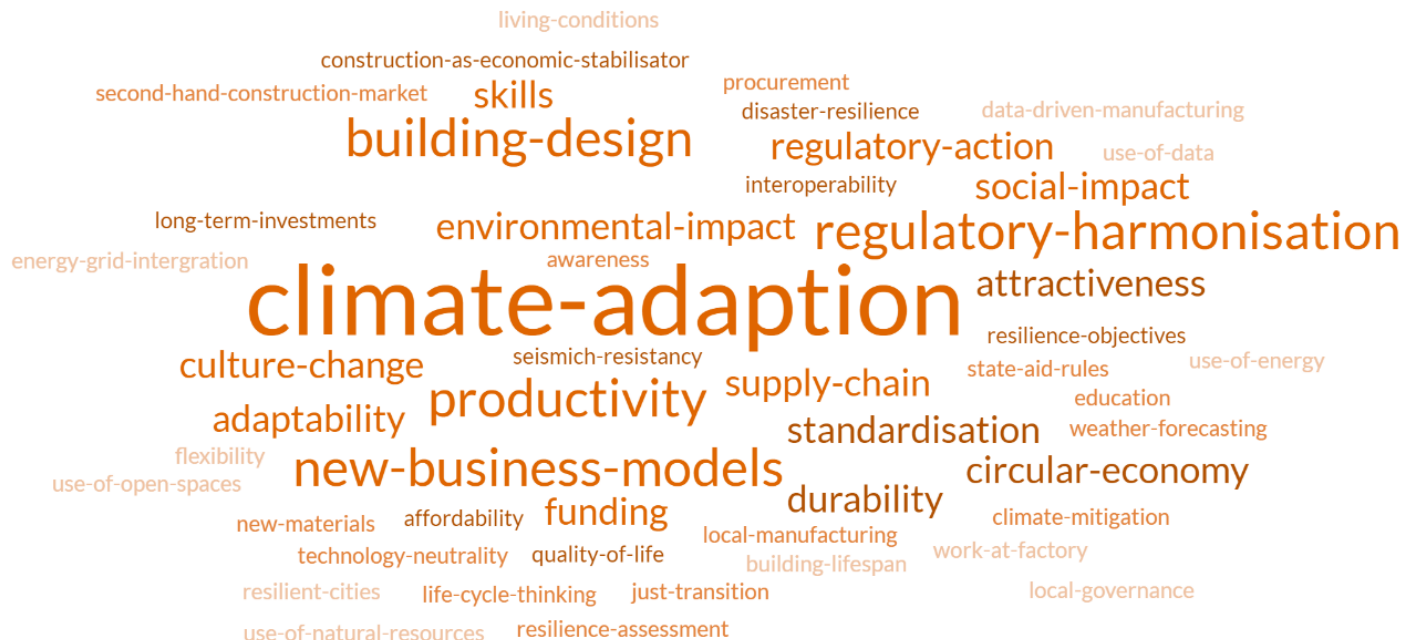 living-conditions
construction-as-economic-stabilisator
procurement
second-hand-construction-market
skills
disaster-resilience
data-driven-manufacturing
building-design
regulatory-action
use-of-data
interoperability
social-impact
long-term-investments
environmental-impact
regulatory-harmonisation
energy-grid-intergration
awareness
climate-adaption
attractiveness
resilience-objectives
culture-change
seismich-resistancy
state-aid-rules
use-of-energy
productivity
supply-chain
education
adaptability
standardisation
weather-forecasting
flexibility
new-business-models
circular-economy
use-of-open-spaces
durability
new-materials
affordability
funding
climate-mitigation
local-manufacturing
technology-neutrality
quality-of-life
building-lifespan
work-at-factory
resilient-cities
life-cycle-thinking
just-transition
local-governance
use-of-natural-resources
resilience-assessment